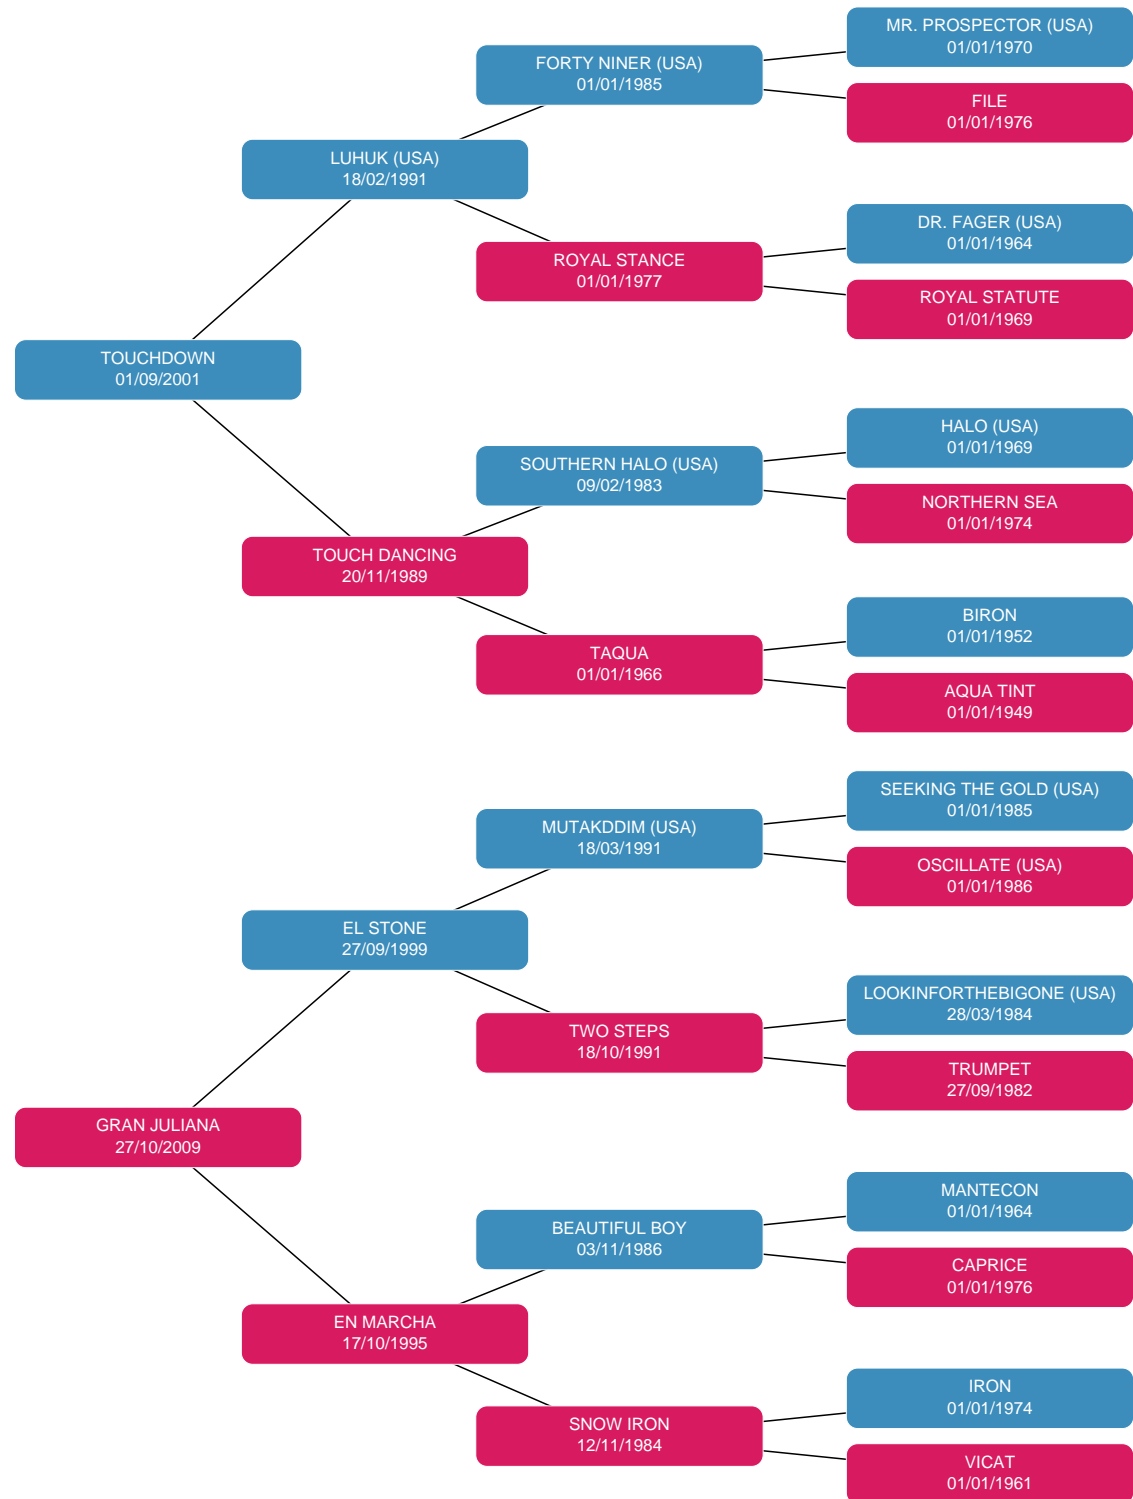 MR. PROSPECTOR (USA)
01/01/1970
FORTY NINER (USA)
01/01/1985
FILE
01/01/1976
LUHUK (USA)
18/02/1991
DR. FAGER (USA)
01/01/1964
ROYAL STANCE
01/01/1977
ROYAL STATUTE
01/01/1969
TOUCHDOWN
01/09/2001
HALO (USA)
01/01/1969
SOUTHERN HALO (USA)
09/02/1983
NORTHERN SEA
01/01/1974
TOUCH DANCING
20/11/1989
BIRON
01/01/1952
TAQUA
01/01/1966
AQUA TINT
01/01/1949
SEEKING THE GOLD (USA)
01/01/1985
MUTAKDDIM (USA)
18/03/1991
OSCILLATE (USA)
01/01/1986
EL STONE
27/09/1999
LOOKINFORTHEBIGONE (USA)
28/03/1984
TWO STEPS
18/10/1991
TRUMPET
27/09/1982
GRAN JULIANA
27/10/2009
MANTECON
01/01/1964
BEAUTIFUL BOY
03/11/1986
CAPRICE
01/01/1976
EN MARCHA
17/10/1995
IRON
01/01/1974
SNOW IRON
12/11/1984
VICAT
01/01/1961